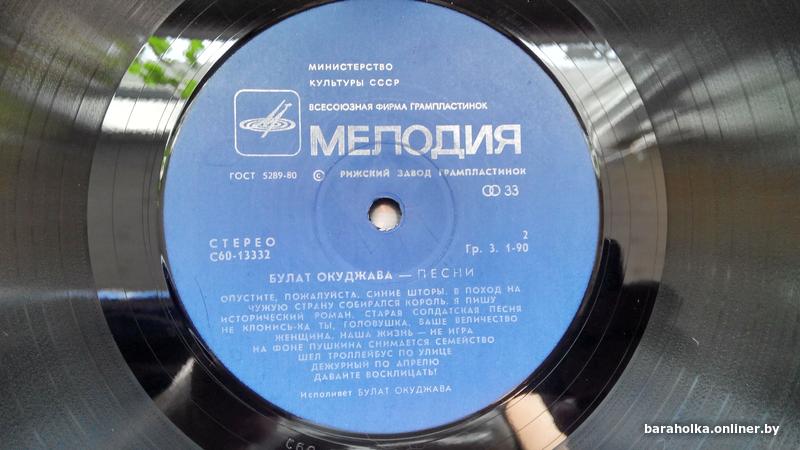 МИНИСТЕРСТВО
КУЛЬТУРЫ СССР
ВСЕСОЮЗНАЯ ФИРМА ГРАМПЛАСТИНОК
МЕЛОДИЯ
ГОСТ 5289-80 © РИЖСКИЙ ЗАВОД ГРАМПЛАСТИНОК
33
СТЕРЕО 2
С60-13332 Гр. 3. 1-90
БУЛАТ ОКУДЖАВА — ПЕСНИ
ОПУСТИТЕ, ПОЖАЛУЙСТА, СИНИЕ ШТОРЫ. В ПОХОД НА
ЧУЖУЮ СТРАНУ СОБИРАЛСЯ КОРОЛЬ. Я ПИШУ
ИСТОРИЧЕСКИЙ РОМАН. СТАРАЯ СОЛДАТСКАЯ ПЕСНЯ
НЕ КЛОНИСЬ-КА ТЫ, ГОЛОВУШКА. ВАШЕ ВЕЛИЧЕСТВО
ЖЕНЩИНА. НАША ЖИЗНЬ — НЕ ИГРА
НА ФОНЕ ПУШКИНА СНИМАЕТСЯ СЕМЕЙСТВО
ШЕЛ ТРОЛЛЕЙБУС ПО УЛИЦЕ
ДЕЖУРНЫЙ ПО АПРЕЛЮ
ДАВАЙТЕ ВОСКЛИЦАТЬ!
Исполняет БУЛАТ ОКУДЖАВА
С60
baraholka.onliner.by